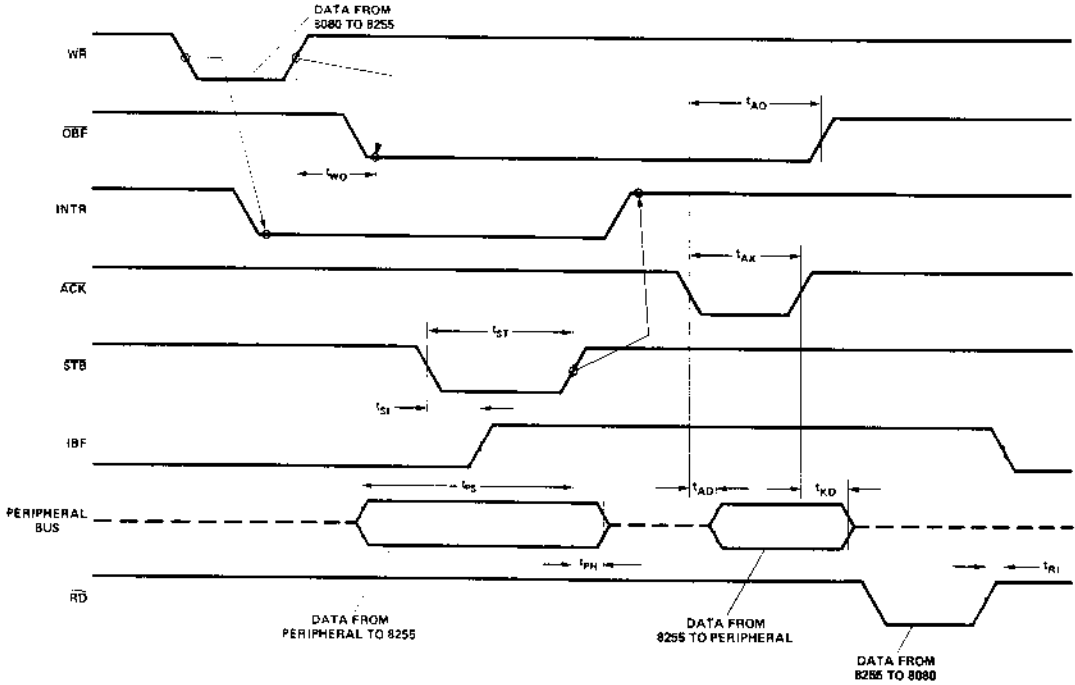 DATA FROM
8080 TO 8255
WR
tAO
OBF
tWO
INTR
tAK
ACK
tST
STB
tSI
IBF
tPS
tAD
tKD
PERIPHERAL
BUS
tPH
tRI
RD
DATA FROM
PERIPHERAL TO 8255
DATA FROM
8255 TO PERIPHERAL
DATA FROM
8255 TO 8080